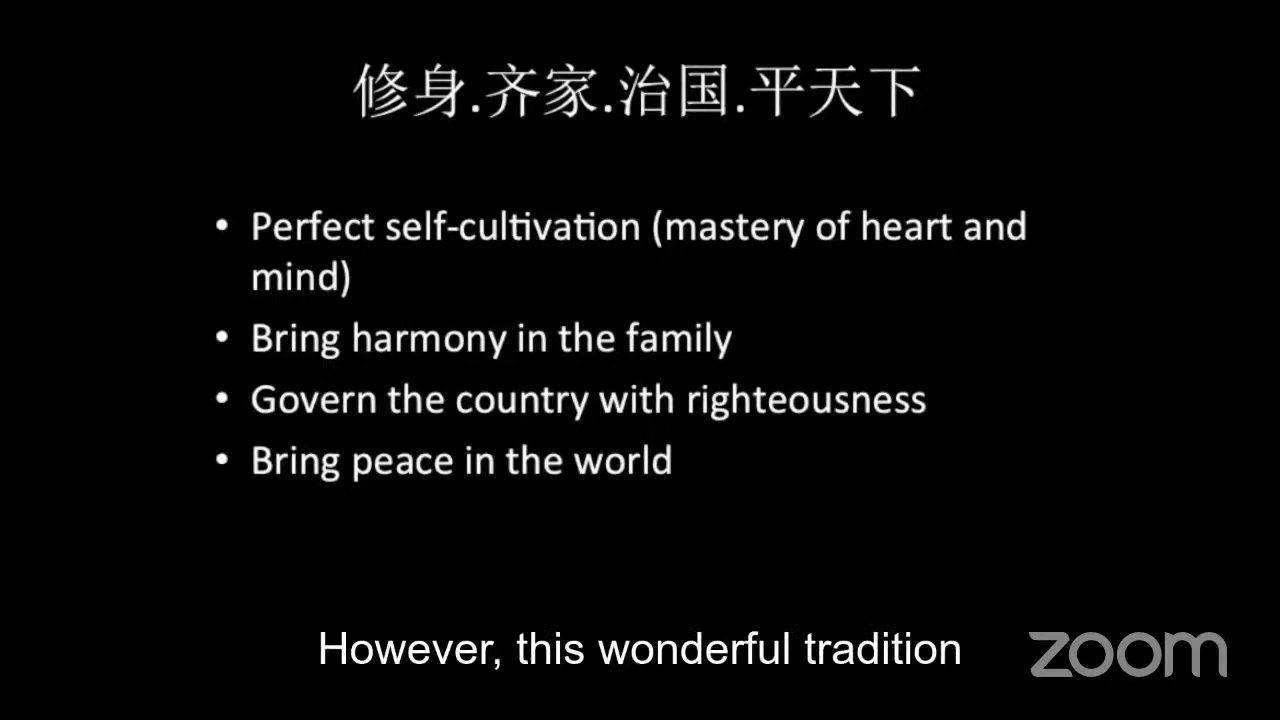 修身.齐家.治国.平天下
• Perfect self-cultivation (mastery of heart and
mind)
• Bring harmony in the family
• Govern the country with righteousness
• Bring peace in the world
However, this wonderful tradition
zoom